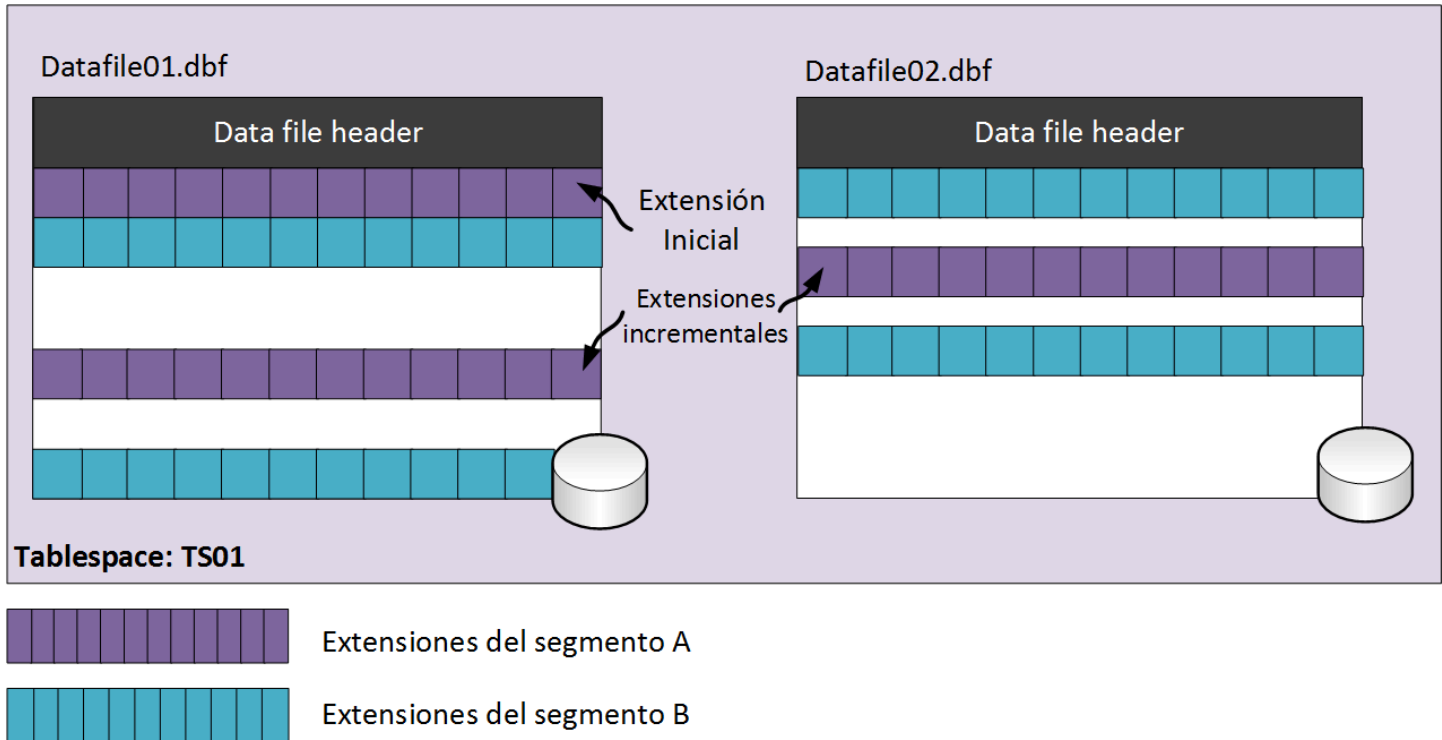 Datafile01.dbf
Datafile02.dbf
Data file header
Data file header
Extensión
Inicial
Extensiones
incrementales
Tablespace: TS01
Extensiones del segmento A
Extensiones del segmento B